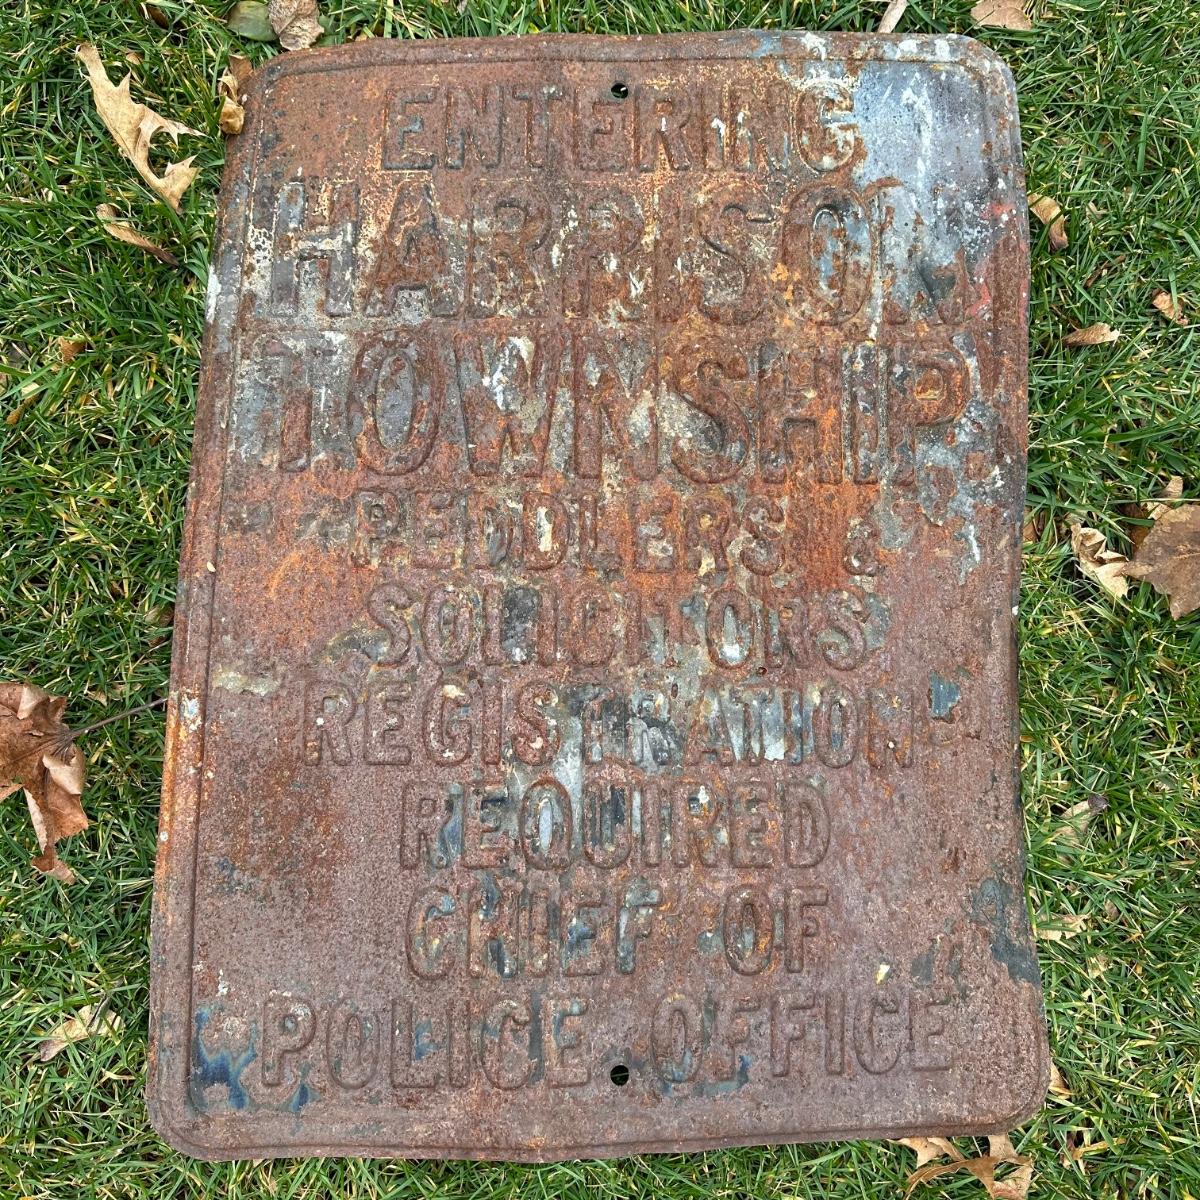 ENTERING
HARRISON
TOWNSHIP
PEDDLERS &
SOLICITORS
REGISTRATION
REQUIRED
CHIEF OF
POLICE OFFICE